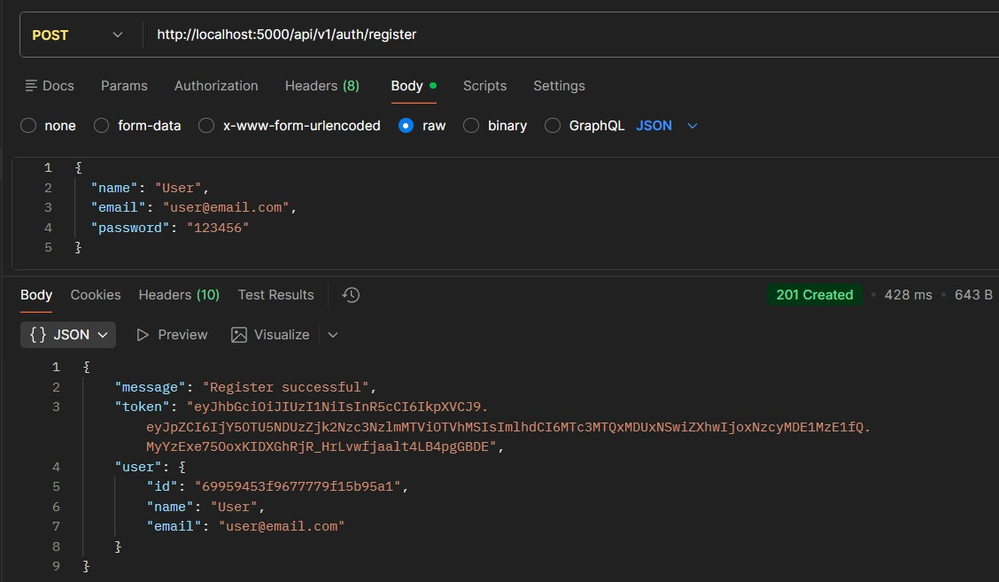 POST http://localhost:5000/api/v1/auth/register
Docs Params Authorization Headers (8) Body Scripts Settings
none form-data x-www-form-urlencoded raw binary GraphQL JSON
1 {
2 "name": "User",
3 "email": "user@email.com",
4 "password": "123456"
5 }
Body Cookies Headers (10) Test Results 201 Created • 428 ms • 643 B
{} JSON Preview Visualize
1 {
2 "message": "Register successful",
3 "token": "eyJhbGciOiJIUzI1NiIsInR5cCI6IkpXVCJ9.
eyJpZCI6IjY5OTU5NDUzZjk2Nzc3NzlmMTViOTVhMSIsImlhdCI6MTc3MTQxMDUxNSwiZXhwIjoxNzcyMDE1MzE1fQ.
MyYzExe75OoxKIDXGhRjR_HrLvwfjaalt4LB4pgGBDE",
4 "user": {
5 "id": "69959453f9677779f15b95a1",
6 "name": "User",
7 "email": "user@email.com"
8 }
9 }